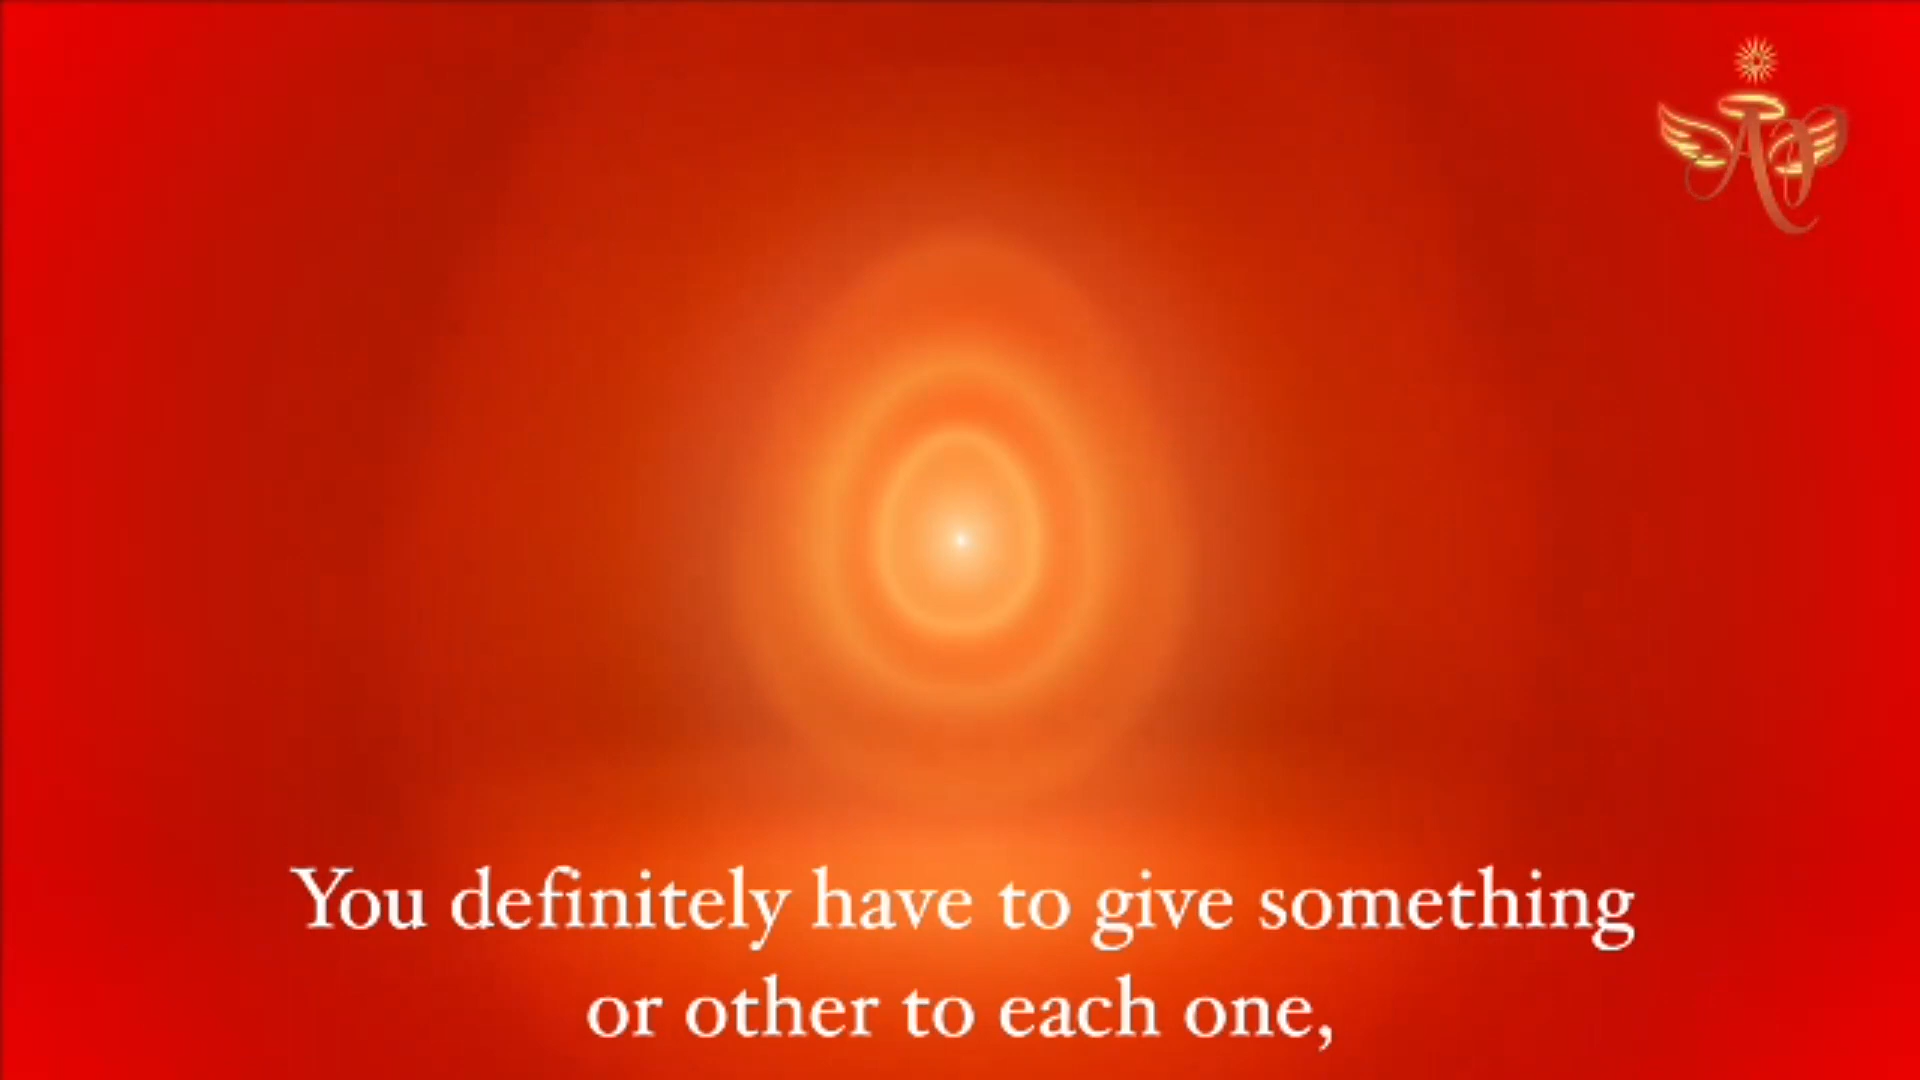 You definitely have to give something
or other to each one,